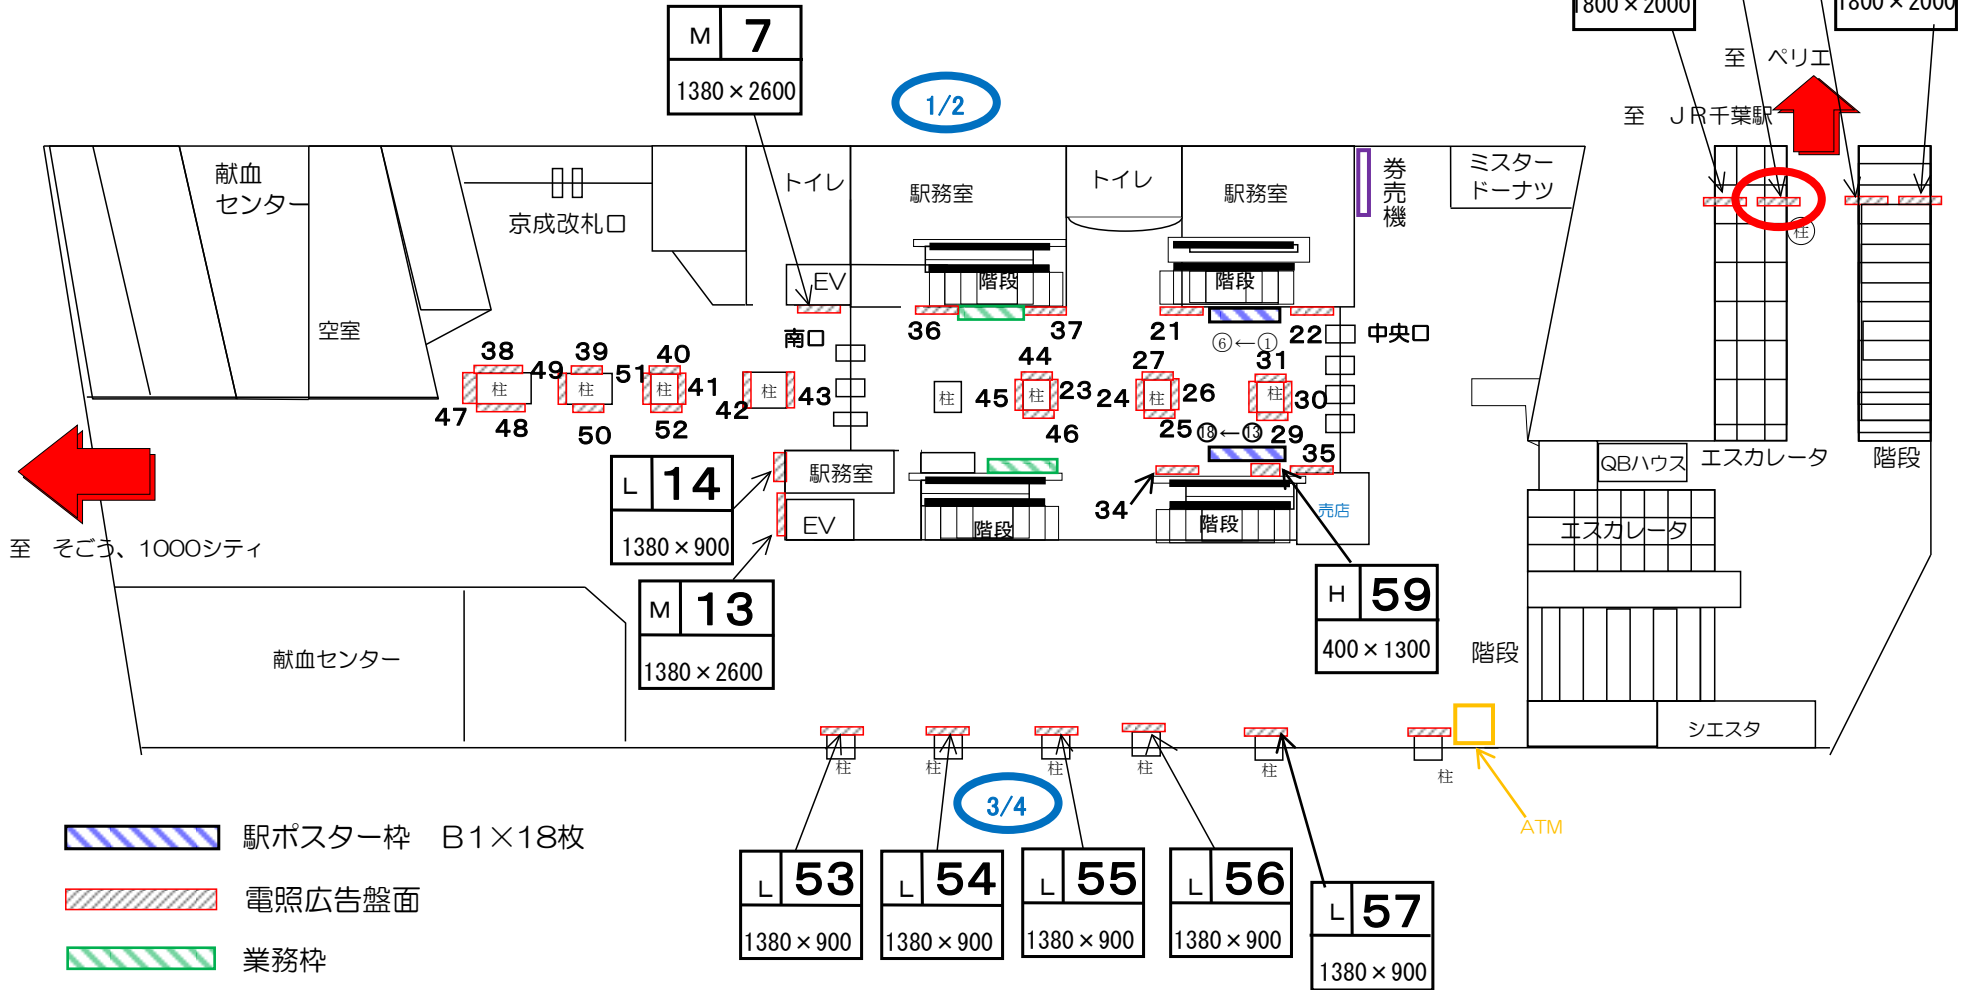 1800×2000
1800×2000
M 7
1380×2600
1/2
至 ペリエ
至 JR千葉駅
献血
センター
京成改札口
トイレ
駅務室
トイレ
駅務室
券売機
ミスター
ドーナツ
柱
EV
階段
階段
空室
南口
36
37
21
22
中央口
⑥←①
38
49
39
51
40
44
27
31
柱
柱
柱
41
柱
43
柱
45
柱
23
24
柱
26
柱
30
47
48
50
52
42
46
25
⑱←⑬
29
35
L 14
1380×900
駅務室
EV
階段
34
階段
売店
QBハウス
エスカレータ
階段
エスカレータ
至 そごう、1000シティ
M 13
1380×2600
H 59
400×1300
献血センター
階段
シエスタ
柱
柱
柱
柱
柱
柱
3/4
ATM
駅ポスター枠 B1×18枚
電照広告盤面
業務枠
L 53
1380×900
L 54
1380×900
L 55
1380×900
L 56
1380×900
L 57
1380×900